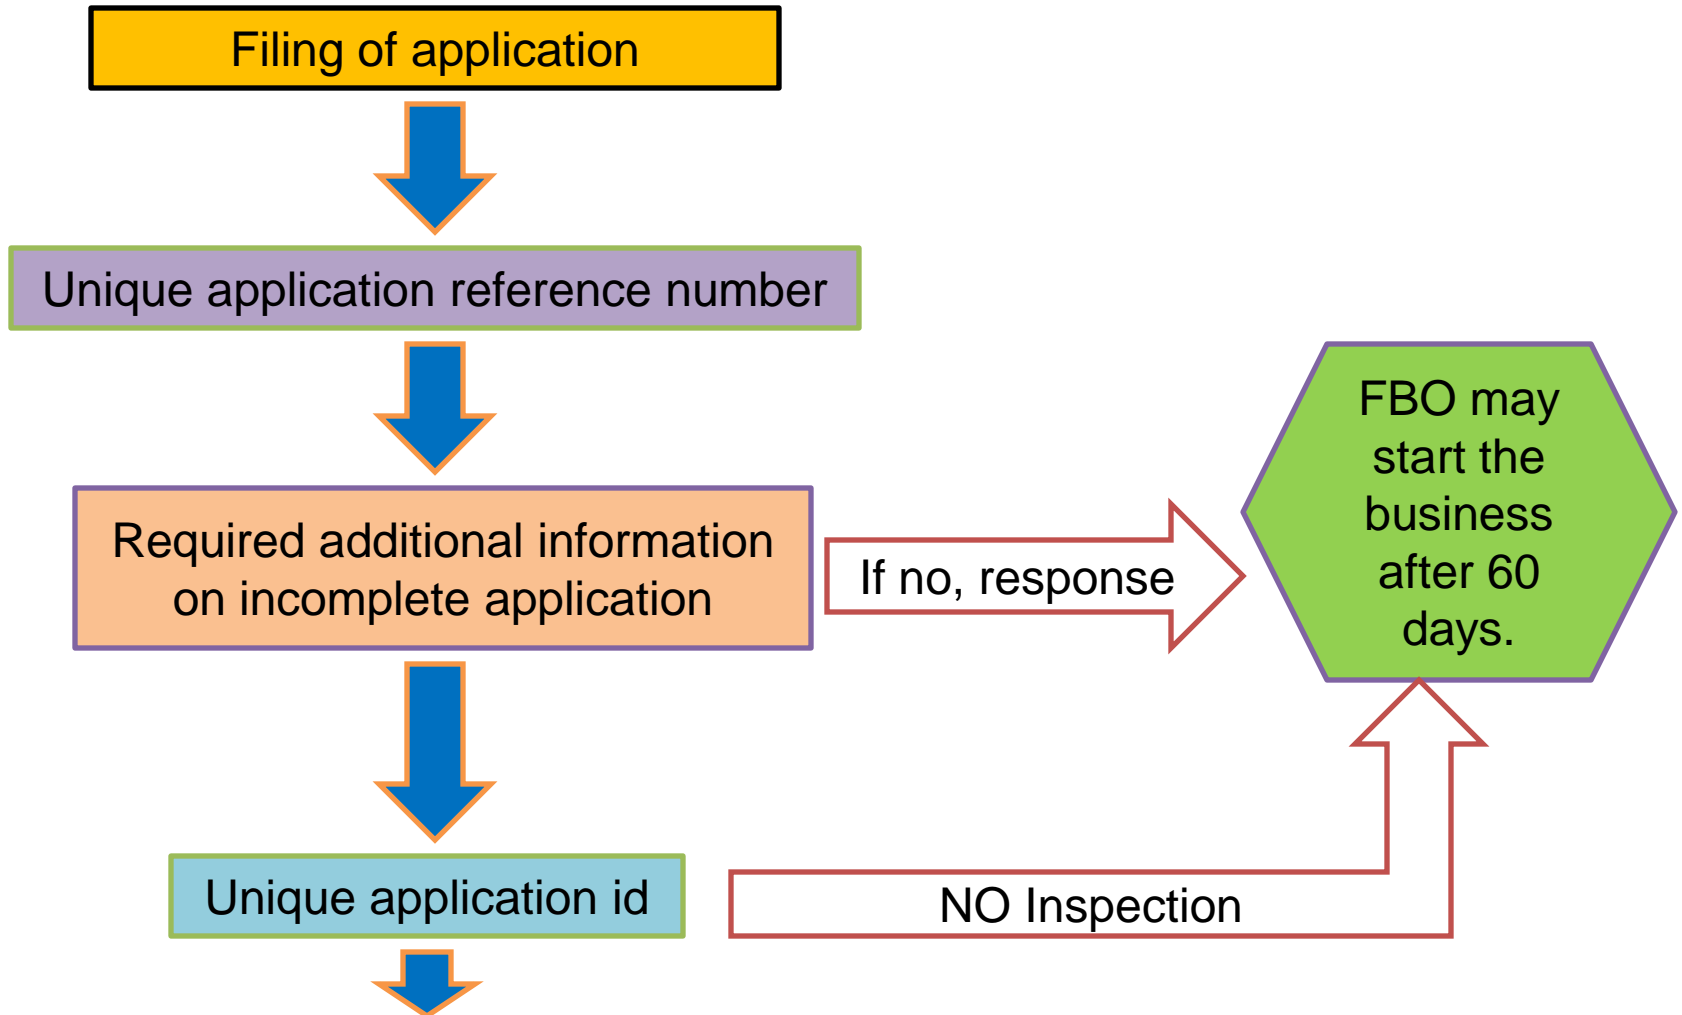 Filing of application
Unique application reference number
Required additional information
on incomplete application
If no, response
FBO may
start the
business
after 60
days.
Unique application id
NO Inspection